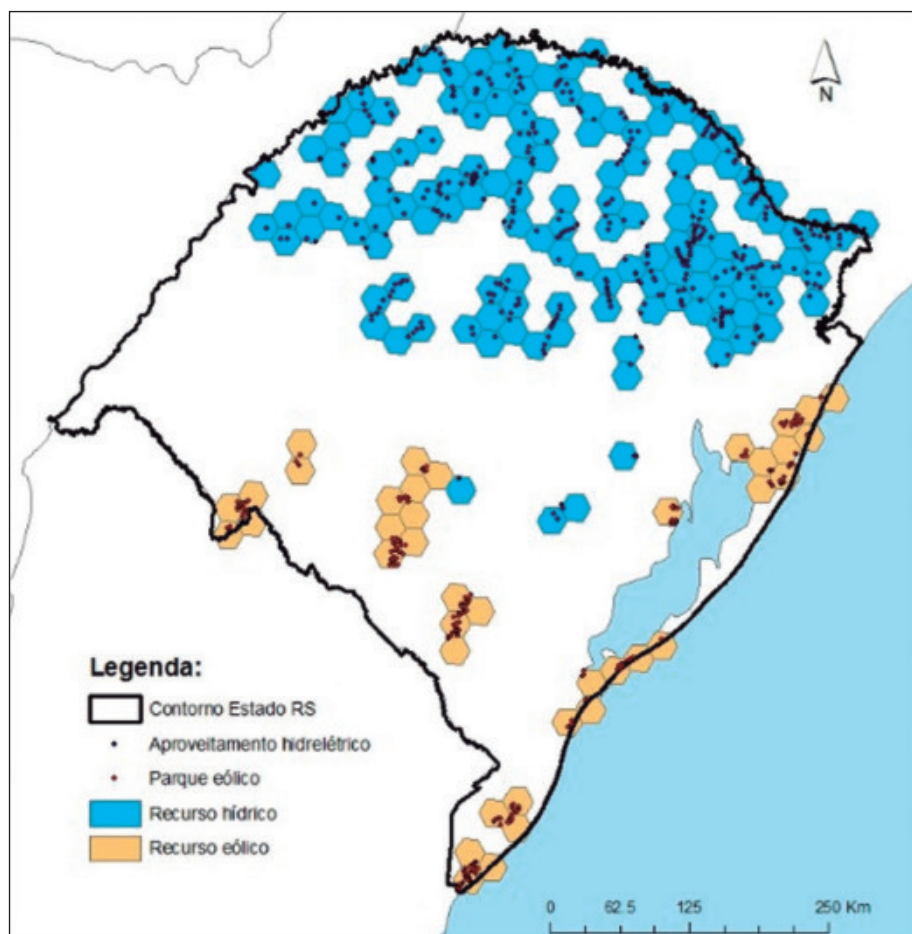 N
Legenda:
Contorno Estado RS
Aproveitamento hidrelétrico
Parque eólico
Recurso hídrico
Recurso eólico
0 62.5 125 250 Km